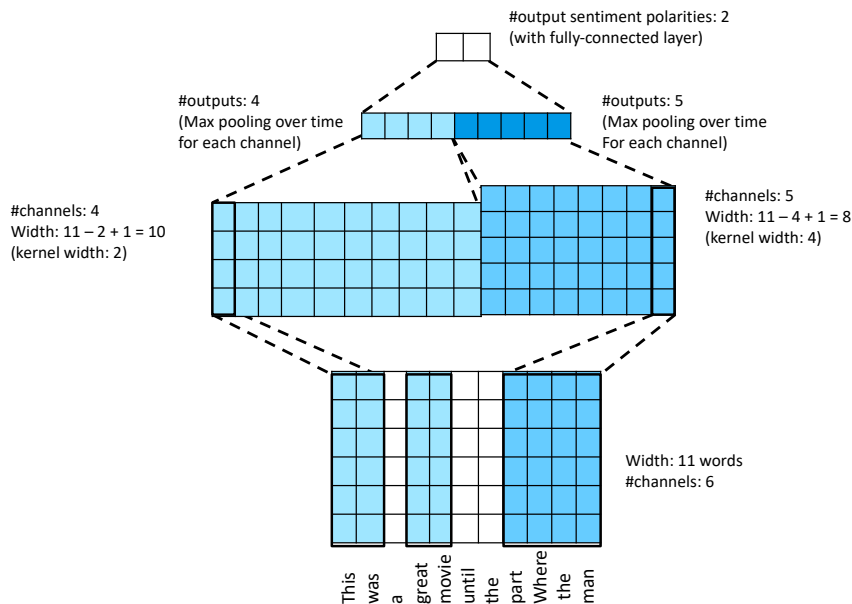 #output sentiment polarities: 2
(with fully-connected layer)
#outputs: 4
(Max pooling over time
for each channel)
#outputs: 5
(Max pooling over time
For each channel)
#channels: 4
Width: 11 – 2 + 1 = 10
(kernel width: 2)
#channels: 5
Width: 11 – 4 + 1 = 8
(kernel width: 4)
Width: 11 words
#channels: 6
This
was
a
great
movie
until
the
part
Where
the
man